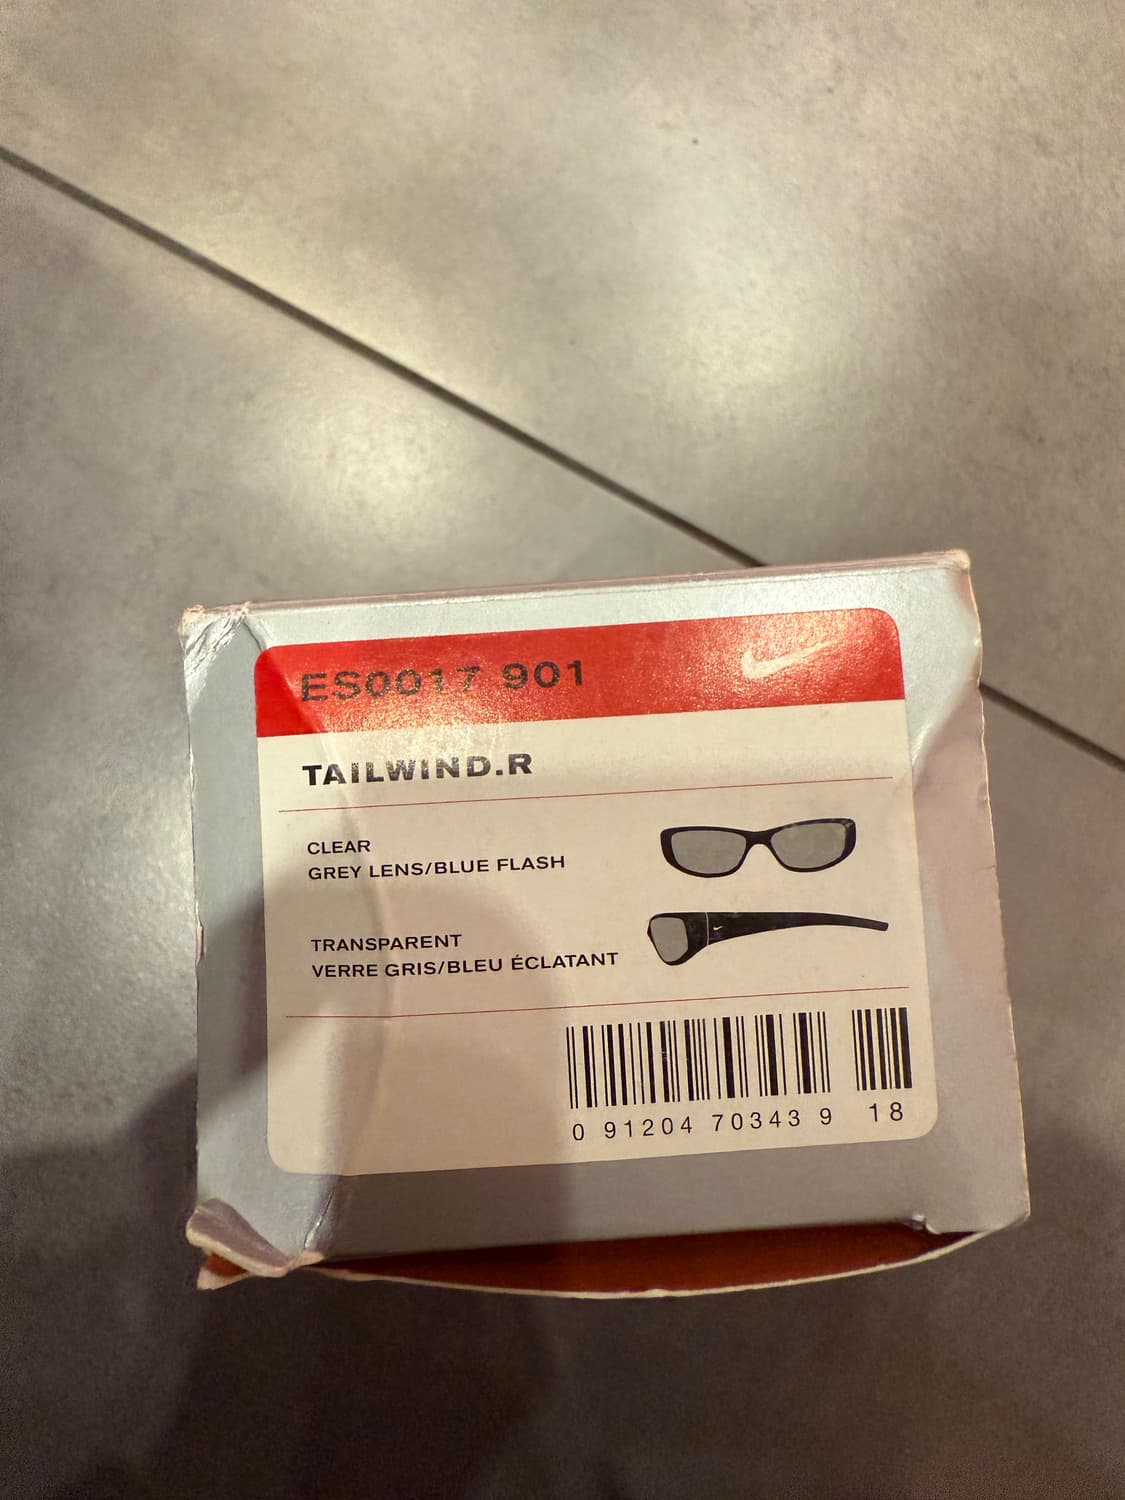 ES0017 901
TAILWIND.R
CLEAR
GREY LENS/BLUE FLASH
TRANSPARENT
VERRE GRIS/BLEU ÉCLATANT
0 91204 70343 9 18